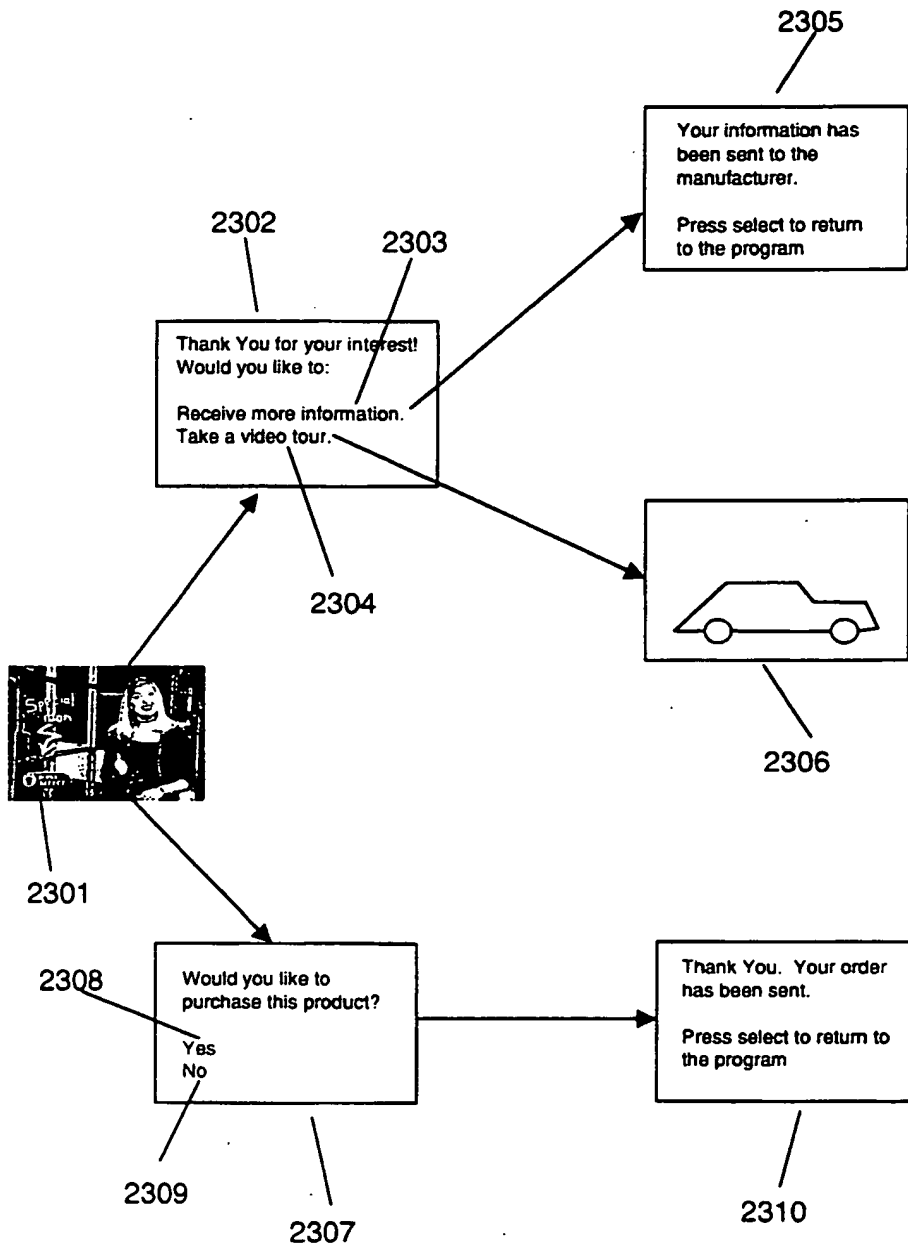 2305
Your information has
been sent to the
manufacturer.
Press select to return
to the program
2302
2303
Thank You for your interest!
Would you like to:
Receive more information.
Take a video tour.
2304
2306
2301
2308
Would you like to
purchase this product?
Yes
No
2309
2307
Thank You. Your order
has been sent.
Press select to return to
the program
2310